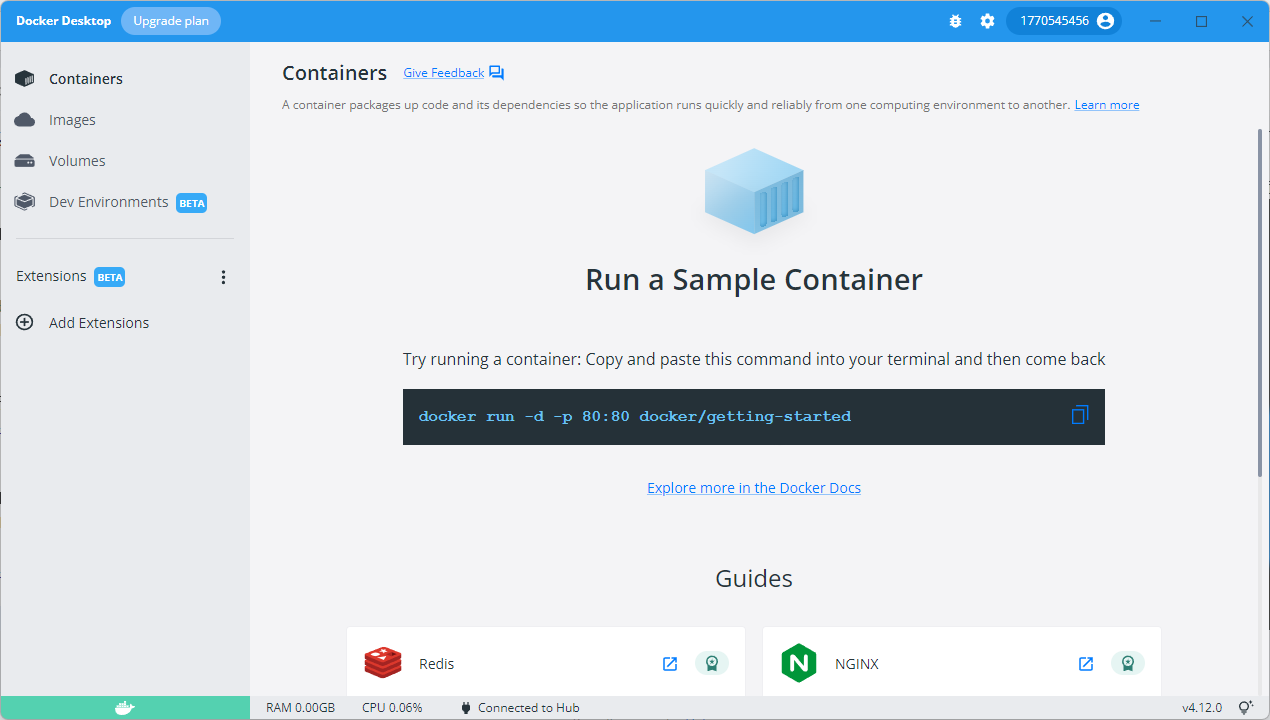 Docker Desktop Upgrade plan 1770545456
Containers
Images
Volumes
Dev Environments BETA
Extensions BETA
Add Extensions
Containers Give Feedback
A container packages up code and its dependencies so the application runs quickly and reliably from one computing environment to another. Learn more
Run a Sample Container
Try running a container: Copy and paste this command into your terminal and then come back
docker run -d -p 80:80 docker/getting-started
Explore more in the Docker Docs
Guides
Redis
N NGINX
RAM 0.00GB CPU 0.06% Connected to Hub v4.12.0